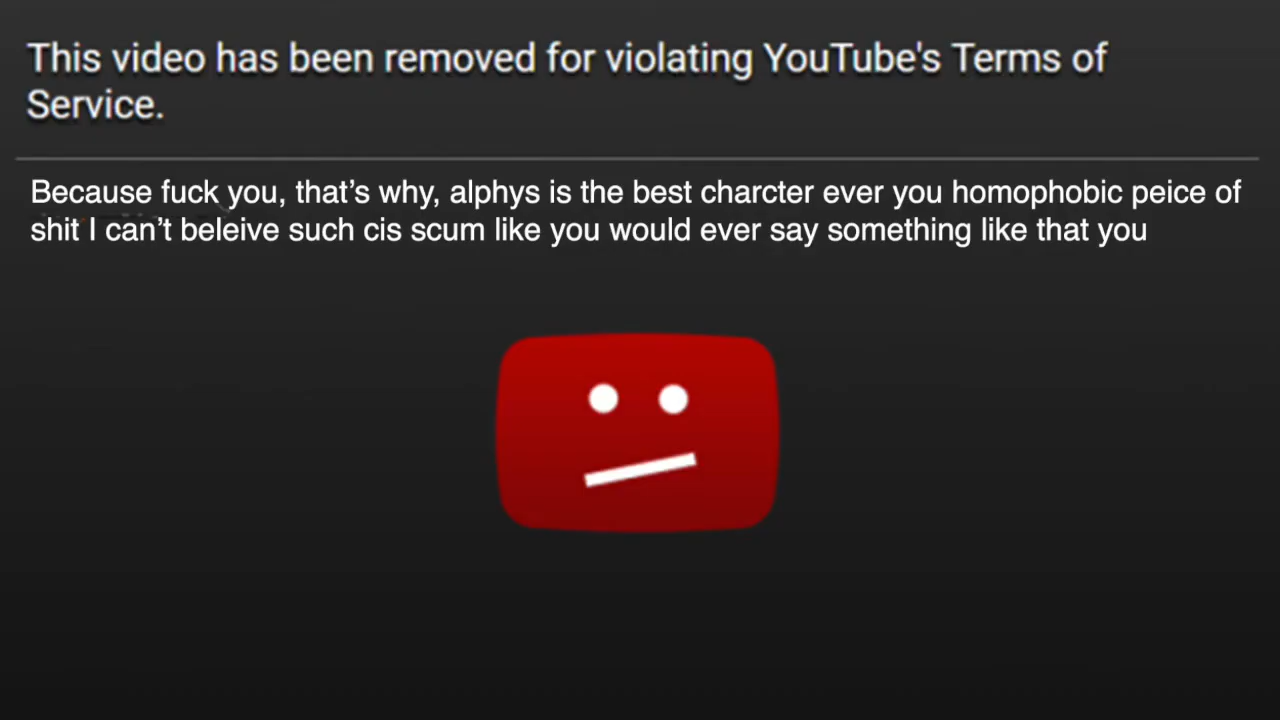 This video has been removed for violating YouTube's Terms of
Service.
Because fuck you, that’s why, alphys is the best charcter ever you homophobic peice of
shit I can’t beleive such cis scum like you would ever say something like that you